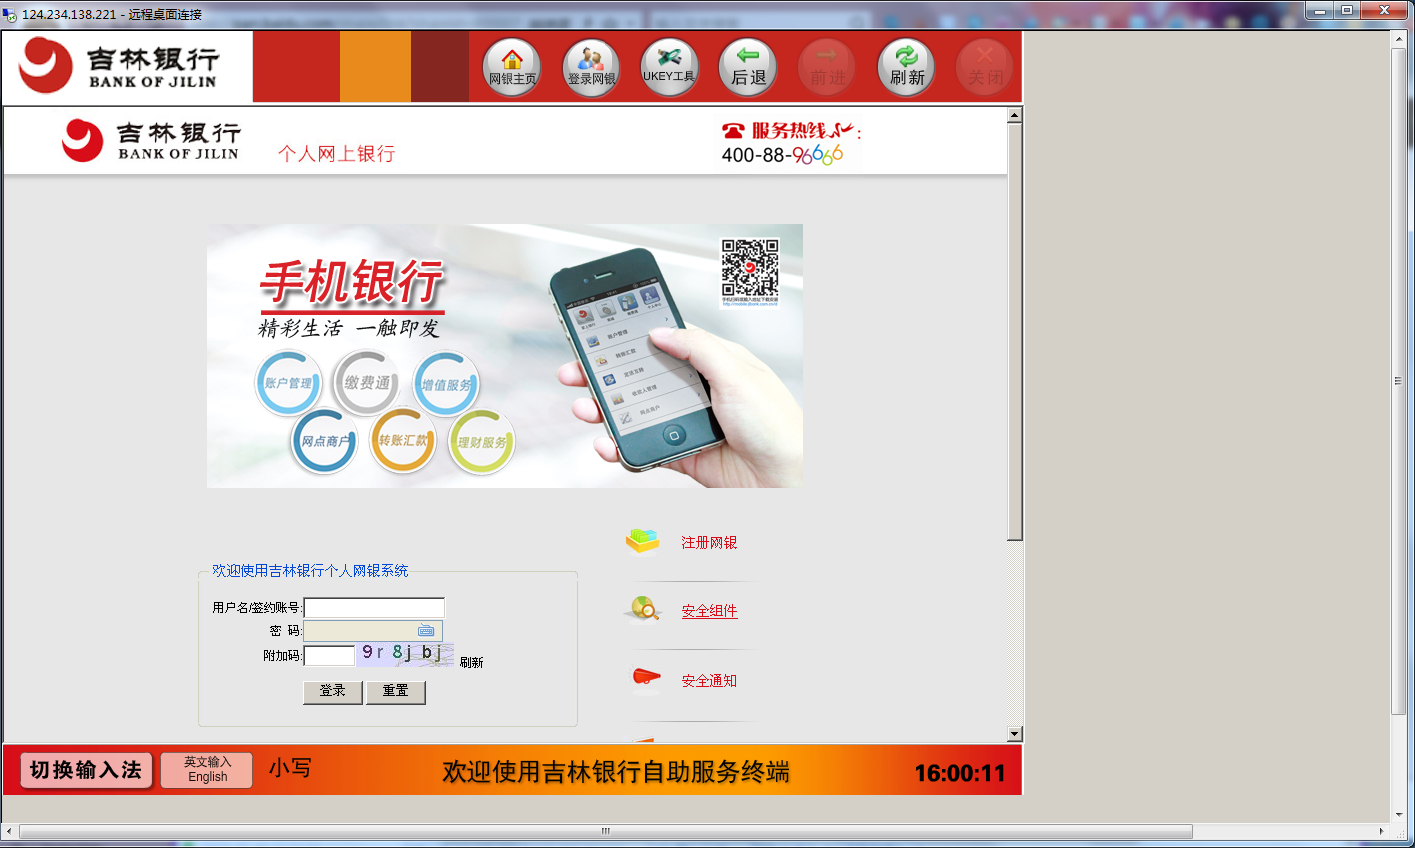 124.234.138.221 - 远程桌面连接
吉林银行
BANK OF JILIN
网银主页
登录网银
UKEY工具
后退
前进
刷新
关闭
吉林银行
BANK OF JILIN
个人网上银行
服务热线:
400-88-96666
手机银行
精彩生活 一触即发
账户管理
缴费通
增值服务
网点商户
转账汇款
理财服务
账户管理
转账汇款
注册网银
欢迎使用吉林银行个人网银系统
用户名/签约账号:
密 码:
附加码:
9r8jbj
刷新
登录
重置
安全组件
安全通知
切换输入法
英文输入
English
小写
欢迎使用吉林银行自助服务终端
16:00:11